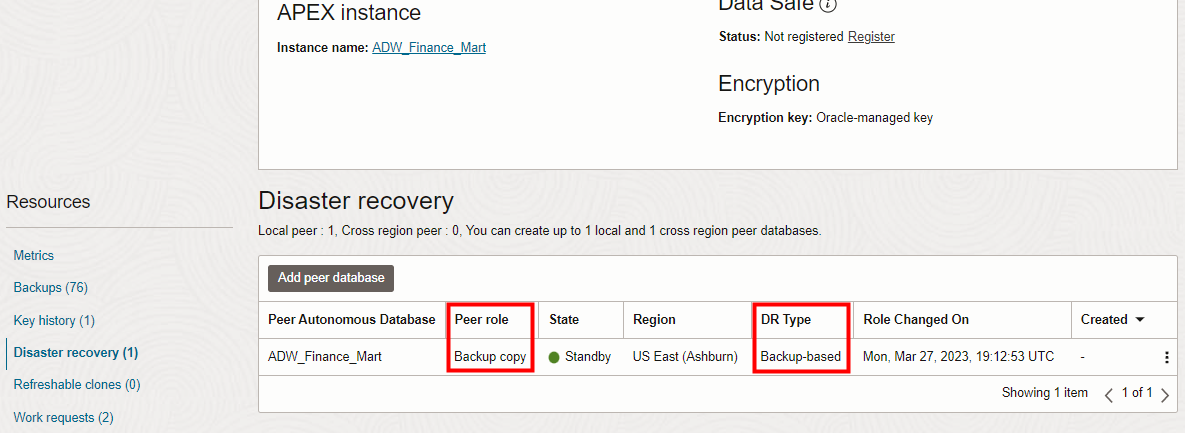 APEX instance
Instance name: ADW_Finance_Mart
Data Safe i
Status: Not registered Register
Encryption
Encryption key: Oracle-managed key
Resources
Metrics
Backups (76)
Key history (1)
Disaster recovery (1)
Refreshable clones (0)
Work requests (2)
Disaster recovery
Local peer : 1, Cross region peer : 0, You can create up to 1 local and 1 cross region peer databases.
Add peer database
Peer Autonomous Database Peer role State Region DR Type Role Changed On Created
ADW_Finance_Mart Backup copy Standby US East (Ashburn) Backup-based Mon, Mar 27, 2023, 19:12:53 UTC -
Showing 1 item 1 of 1